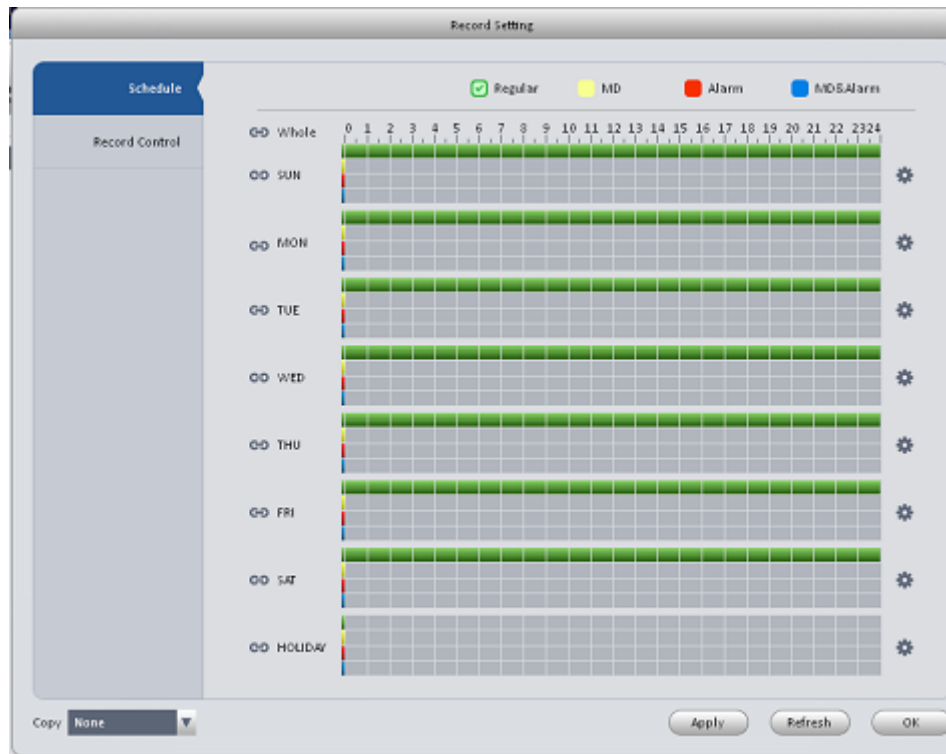 Record Setting
Schedule
Record Control
Regular MD Alarm MD&Alarm
Whole 0 1 2 3 4 5 6 7 8 9 10 11 12 13 14 15 16 17 18 19 20 21 22 23 24
SUN
MON
TUE
WED
THU
FRI
SAT
HOLIDAY
Copy None Apply Refresh OK